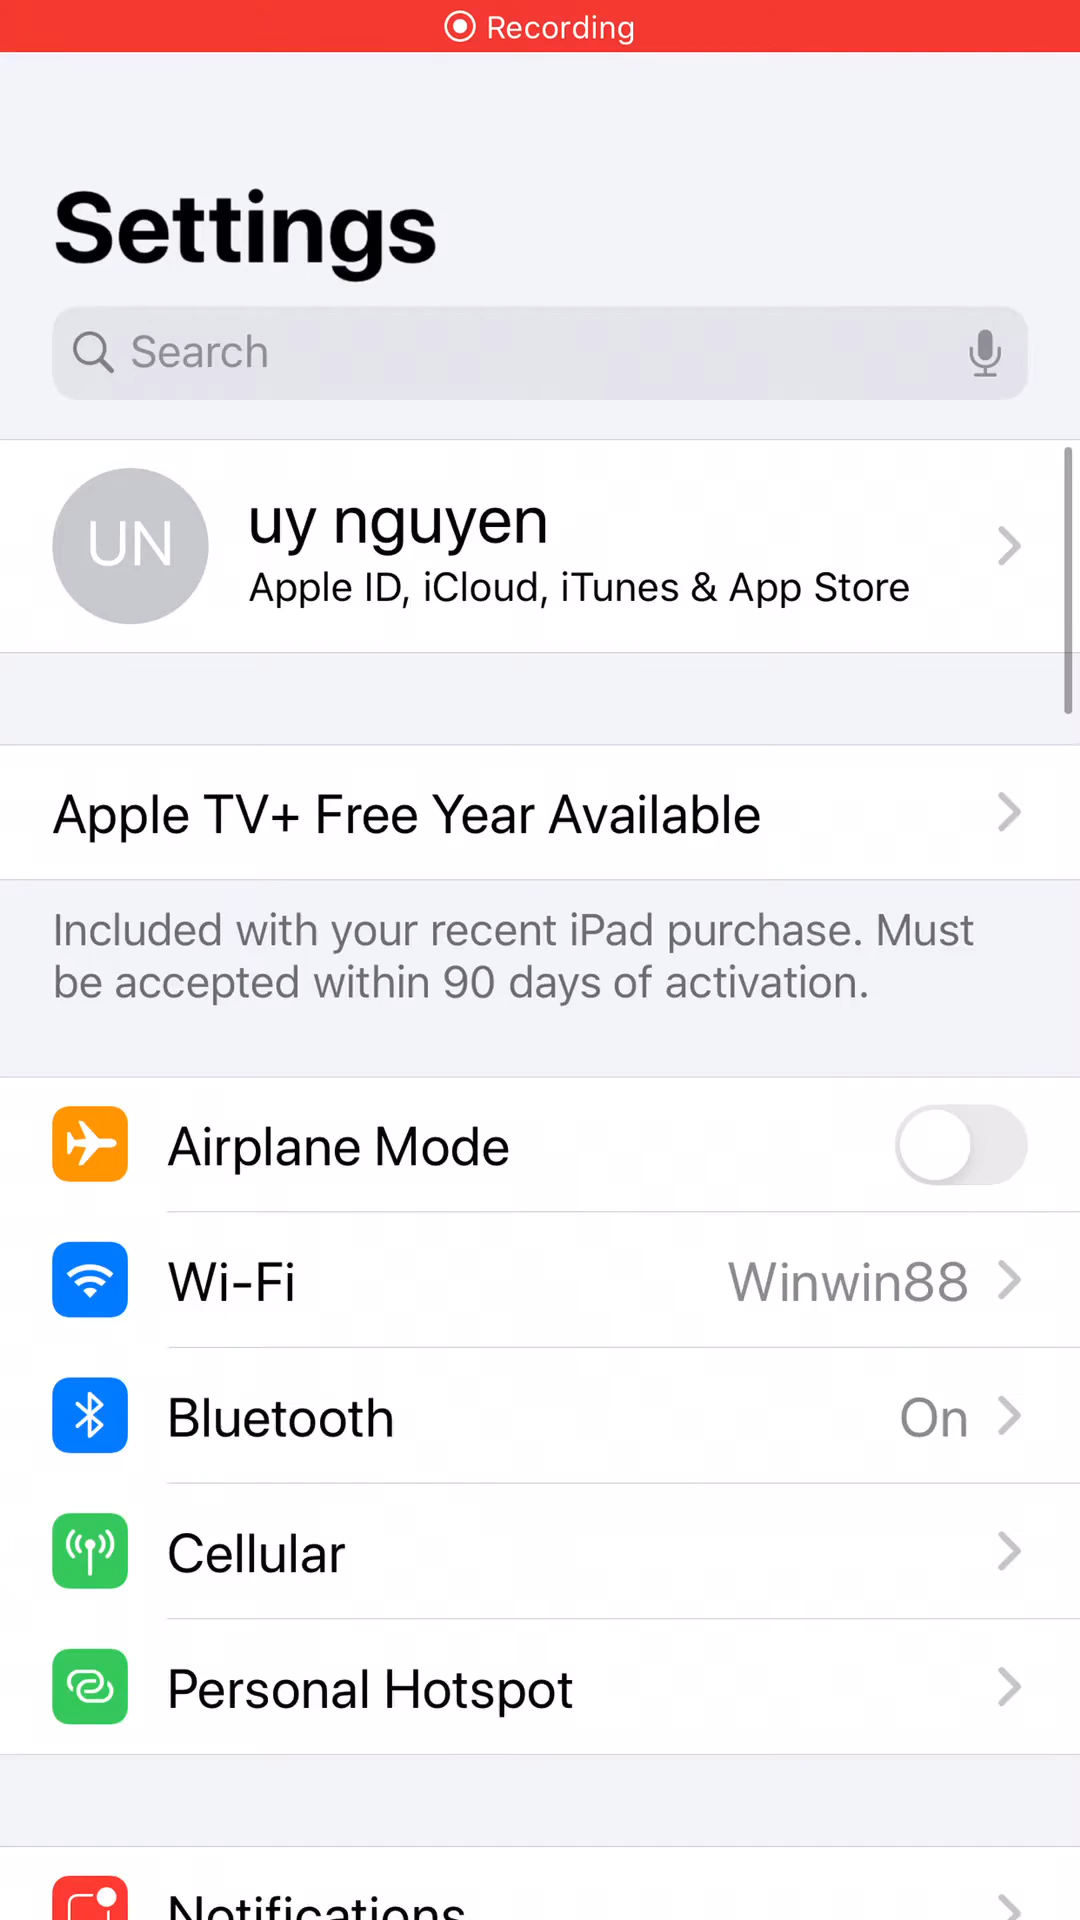 Recording
Settings
Search
UN
uy nguyen
Apple ID, iCloud, iTunes & App Store
Apple TV+ Free Year Available
Included with your recent iPad purchase. Must
be accepted within 90 days of activation.
Airplane Mode
Wi-Fi Winwin88
Bluetooth On
Cellular
Personal Hotspot
Notifications